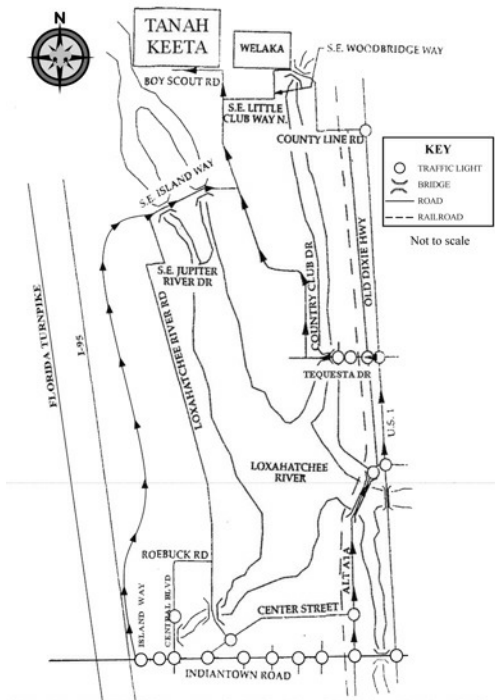 N
TANAH
KEETA
WELAKA
S.E. WOODBRIDGE WAY
BOY SCOUT RD
S.E. LITTLE
CLUB WAY N.
COUNTY LINE RD
KEY
TRAFFIC LIGHT
BRIDGE
ROAD
RAILROAD
Not to scale
S.E. ISLAND WAY
S.E. JUPITER
RIVER DR
COUNTRY CLUB DR
OLD DIXIE HWY
FLORIDA TURNPIKE
I-95
LOXAHATCHEE RIVER RD
TEQUESTA DR
U.S. 1
LOXAHATCHEE
RIVER
ROEBUCK RD
ISLAND WAY
CENTRAL BLVD
CENTER STREET
ALT A1A
INDIANTOWN ROAD